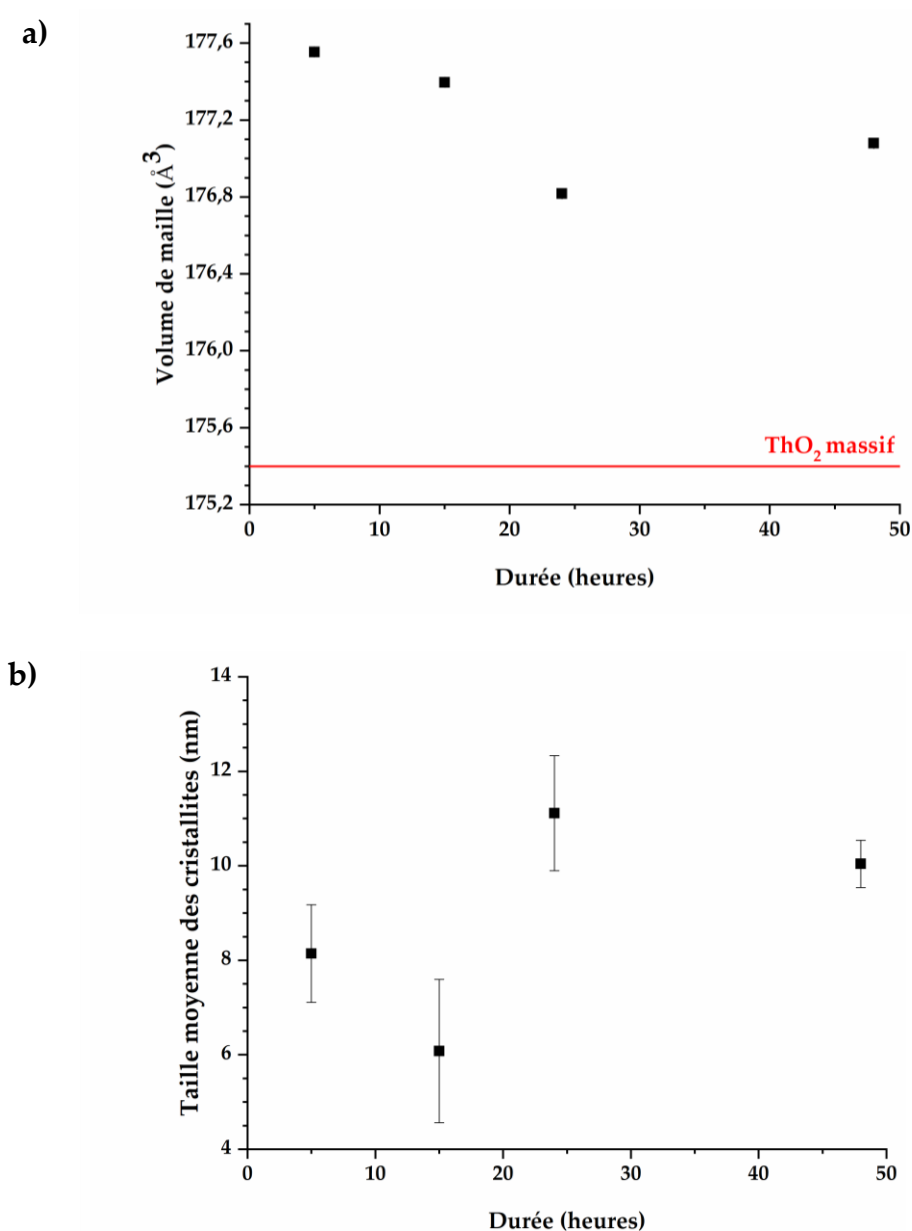 a)
177,6
177,2
176,8
176,4
176,0
175,6
175,2
Volume de maille (Å³)
ThO₂ massif
0 10 20 30 40 50
Durée (heures)
b)
14
12
10
8
6
4
Taille moyenne des cristallites (nm)
0 10 20 30 40 50
Durée (heures)